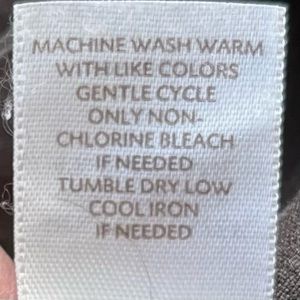 MACHINE WASH WARM
WITH LIKE COLORS
GENTLE CYCLE
ONLY NON-
CHLORINE BLEACH
IF NEEDED
TUMBLE DRY LOW
COOL IRON
IF NEEDED